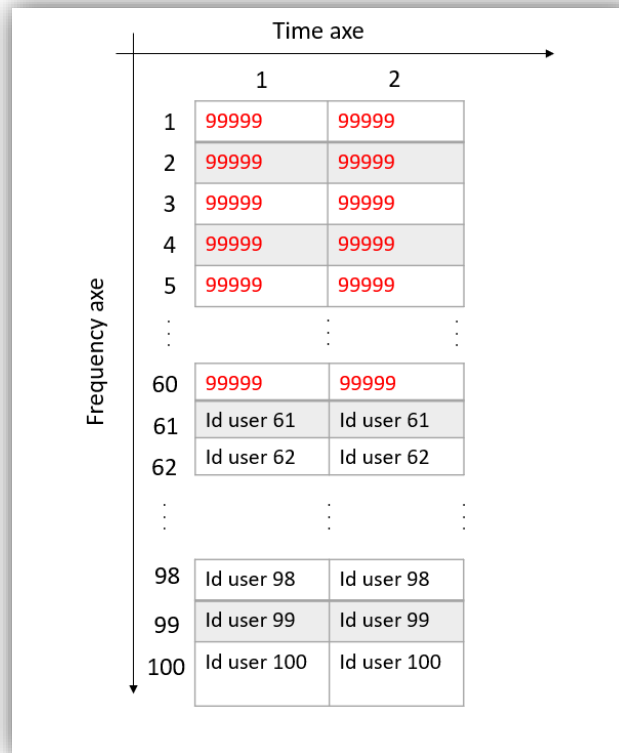 Time axe
1 2
Frequency axe
1 99999 99999
2 99999 99999
3 99999 99999
4 99999 99999
5 99999 99999
60 99999 99999
61 Id user 61 Id user 61
62 Id user 62 Id user 62
98 Id user 98 Id user 98
99 Id user 99 Id user 99
100 Id user 100 Id user 100